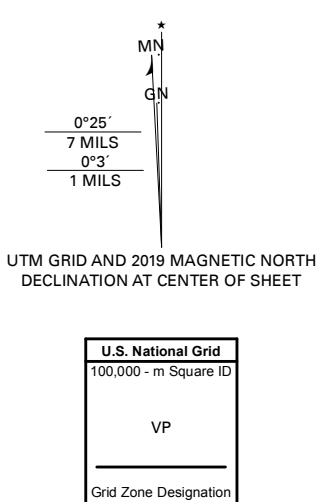 ★
MN
GN
0°25´
7 MILS
0°3´
1 MILS
UTM GRID AND 2019 MAGNETIC NORTH
DECLINATION AT CENTER OF SHEET
U.S. National Grid
100,000 - m Square ID
VP
Grid Zone Designation